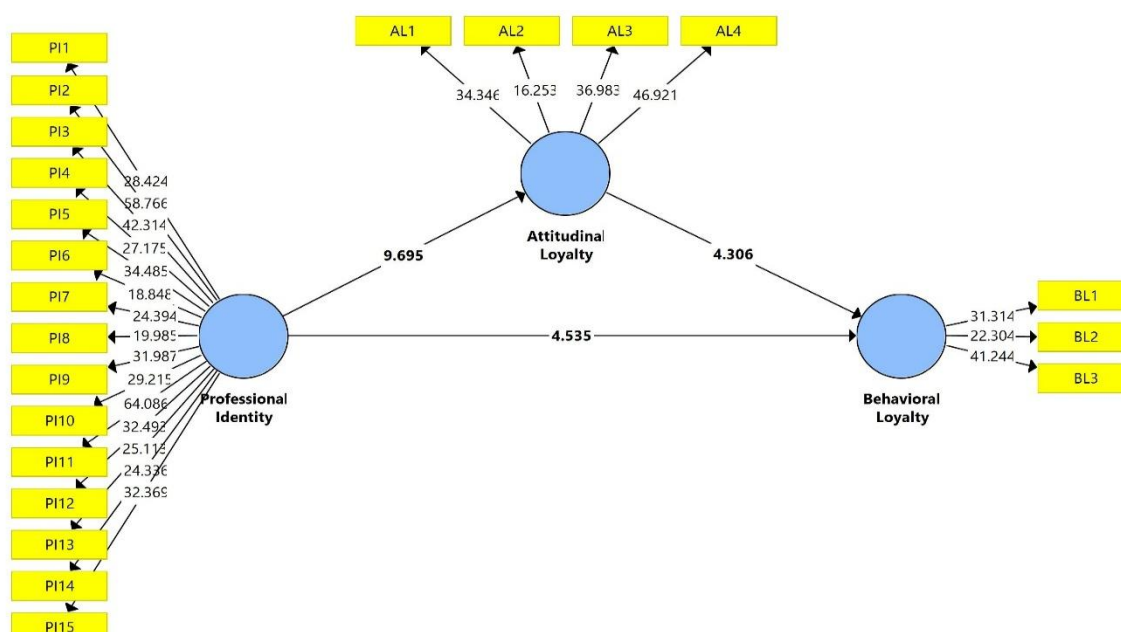 AL1
AL2
AL3
AL4
PI1
PI2
PI3
PI4
PI5
PI6
PI7
PI8
PI9
PI10
PI11
PI12
PI13
PI14
PI15
34.346
16.253
36.983
46.921
28.424
58.766
42.314
27.175
34.485
18.848
24.394
19.985
31.987
29.215
64.086
32.493
25.113
24.336
32.369
Attitudinal
Loyalty
9.695
4.306
4.535
Professional
Identity
Behavioral
Loyalty
31.314
22.304
41.244
BL1
BL2
BL3